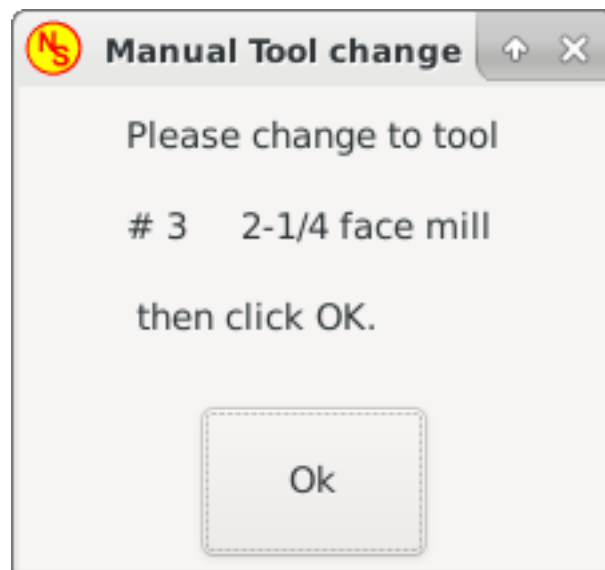 NS
Manual Tool change
Please change to tool
# 3 2-1/4 face mill
then click OK.
Ok